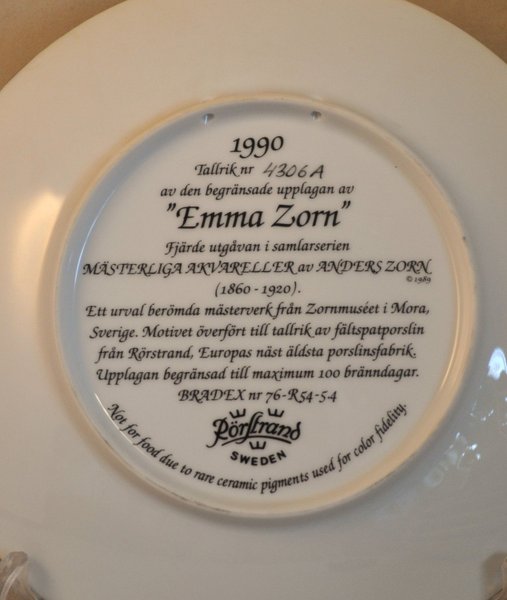 1990
Tallrik nr 4306A
av den begränsade upplagan av
"Emma Zorn"
Fjärde utgåvan i samlarserien
MÄSTERLIGA AKVARELLER av ANDERS ZORN
© 1989
(1860 - 1920).
Ett urval berömda mästerverk från Zornmuséet i Mora,
Sverige. Motivet överfört till tallrik av fältspatporslin
från Rörstrand, Europas näst äldsta porslinsfabrik.
Upplagan begränsad till maximum 100 bränndagar.
BRADEX nr 76-R54-5.4
Rörstrand
SWEDEN
Not for food due to rare ceramic pigments used for color fidelity.